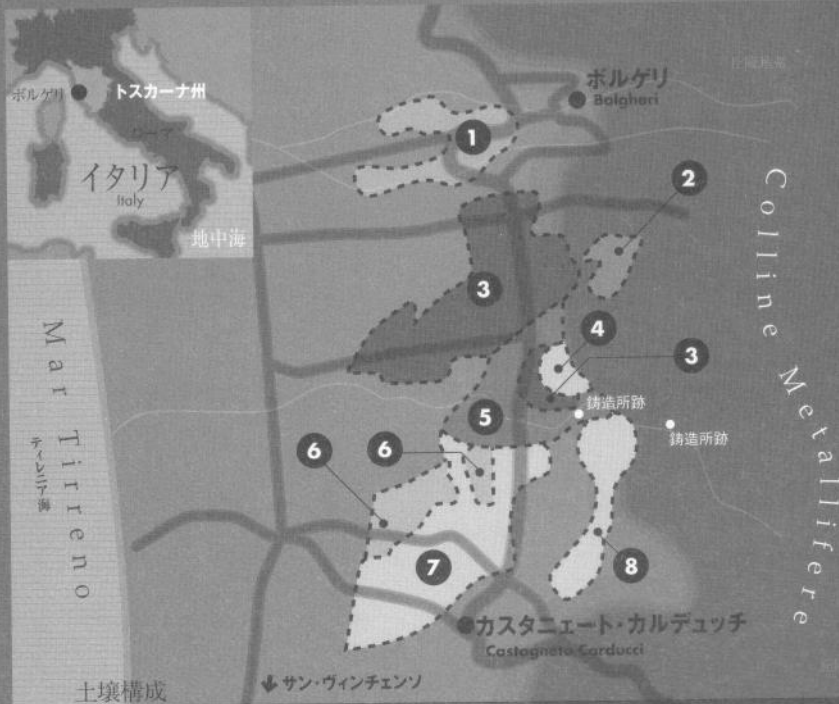 ボルゲリ
トスカーナ州
ローマ
イタリア
Italy
地中海
ボルゲリ
Bolgheri
丘陵地帯
1
2
3
4
3
5
6
6
7
8
鋳造所跡
鋳造所跡
Colline Metallifere
Mar Tirreno
ティレニア海
カスタニェート・カルデュッチ
Castagneto Carducci
サン・ヴィンチェンソ
土壌構成